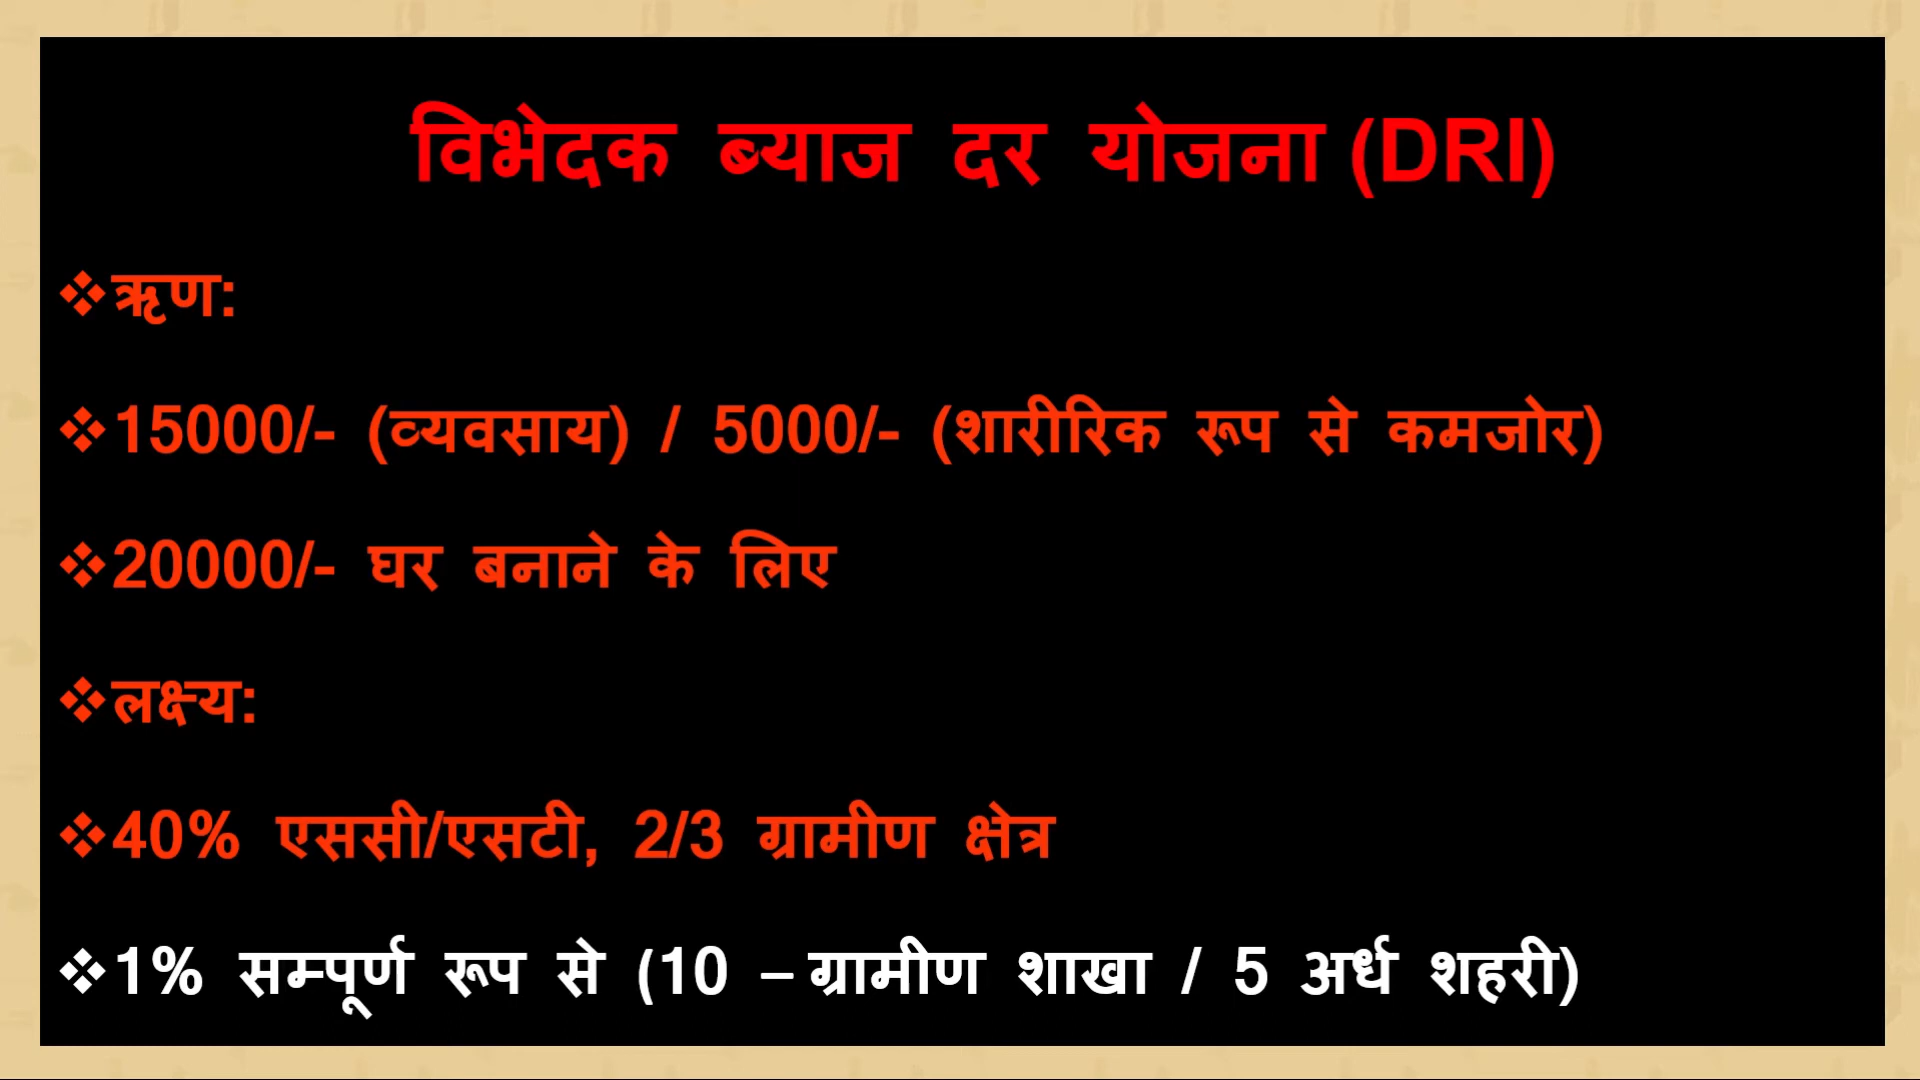 विभेदक ब्याज दर योजना (DRI)
❖ऋण:
❖15000/- (व्यवसाय) / 5000/- (शारीरिक रूप से कमजोर)
❖20000/- घर बनाने के लिए
❖लक्ष्य:
❖40% एससी/एसटी, 2/3 ग्रामीण क्षेत्र
❖1% सम्पूर्ण रूप से (10 – ग्रामीण शाखा / 5 अर्ध शहरी)